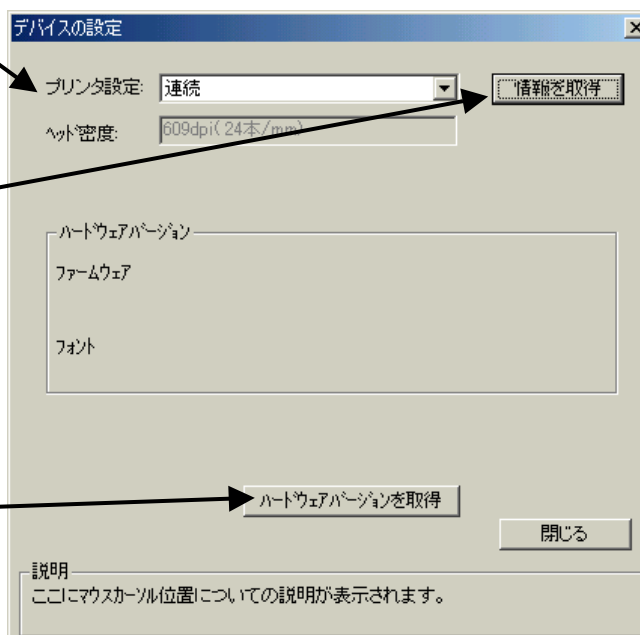 デバイスの設定
プリンタ設定: 連続 情報を取得
ヘッド密度: 609dpi(24本/mm)
ハードウェアバージョン
ファームウェア
フォント
ハードウェアバージョンを取得
閉じる
説明
ここにマウスカーソル位置についての説明が表示されます。